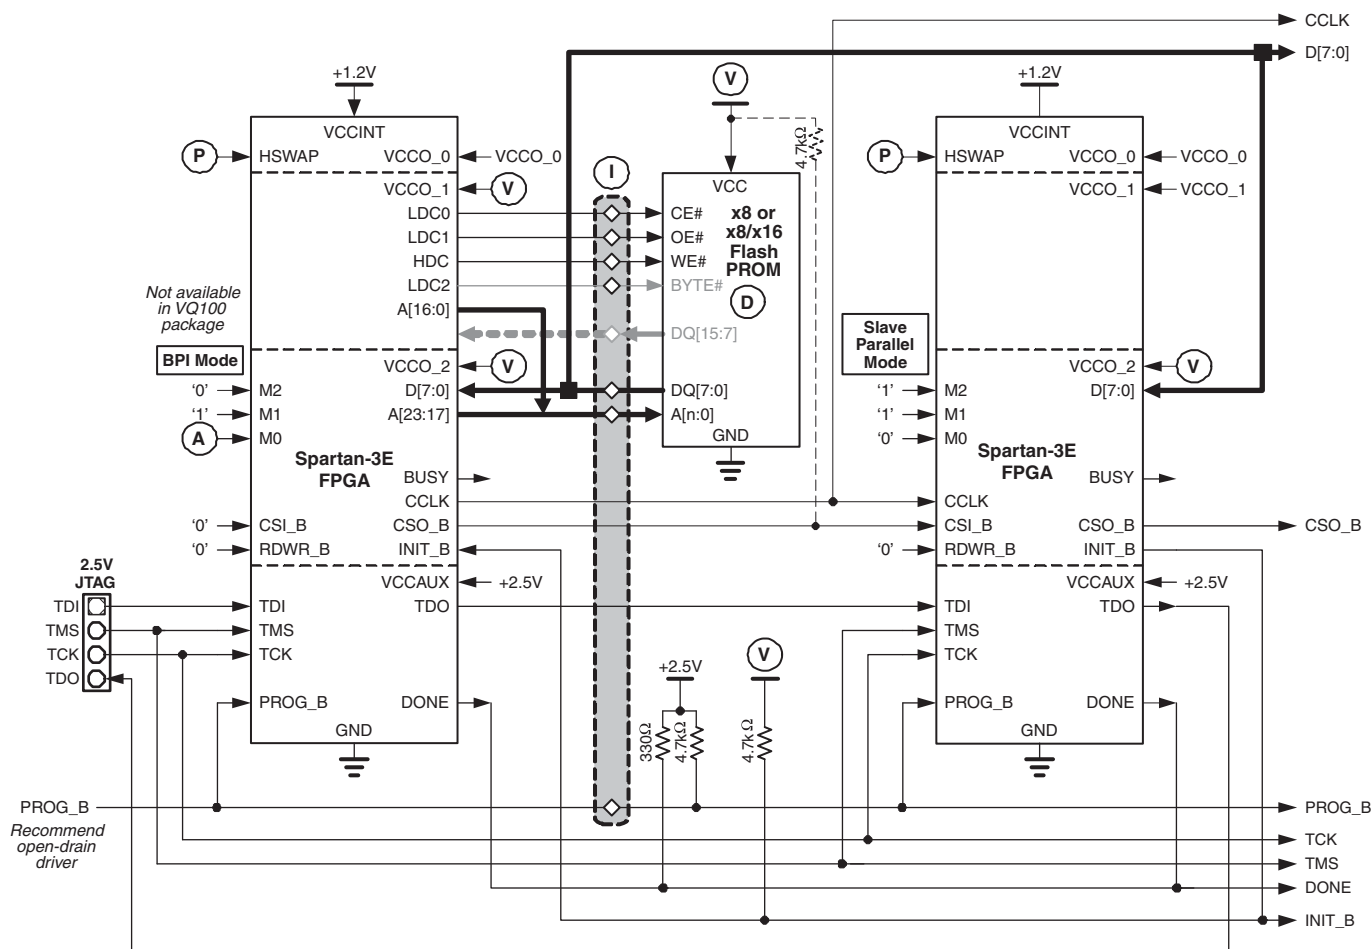 CCLK
D[7:0]
+1.2V
V
+1.2V
4.7kΩ
VCCINT
P
HSWAP
VCCO_0
VCCO_0
VCCO_1
V
I
LDC0
LDC1
HDC
LDC2
A[16:0]
Not available
in VQ100
package
BPI Mode
VCCO_2
V
'0'
M2
D[7:0]
'1'
M1
A[23:17]
A
M0
Spartan-3E
FPGA
BUSY
CCLK
'0'
CSI_B
CSO_B
'0'
RDWR_B
INIT_B
VCCAUX
+2.5V
TDI
TDO
TMS
TCK
PROG_B
DONE
GND
2.5V
JTAG
TDI
TMS
TCK
TDO
VCC
CE#
x8 or
x8/x16
Flash
PROM
OE#
WE#
BYTE#
D
DQ[15:7]
DQ[7:0]
A[n:0]
GND
VCCINT
P
HSWAP
VCCO_0
VCCO_0
VCCO_1
VCCO_1
Slave
Parallel
Mode
VCCO_2
V
'1'
M2
D[7:0]
'1'
M1
'0'
M0
Spartan-3E
FPGA
BUSY
CCLK
CSI_B
CSO_B
CSO_B
'0'
RDWR_B
INIT_B
VCCAUX
+2.5V
TDI
TDO
TMS
TCK
PROG_B
DONE
GND
+2.5V
V
330Ω
4.7kΩ
4.7kΩ
PROG_B
Recommend
open-drain
driver
PROG_B
TCK
TMS
DONE
INIT_B